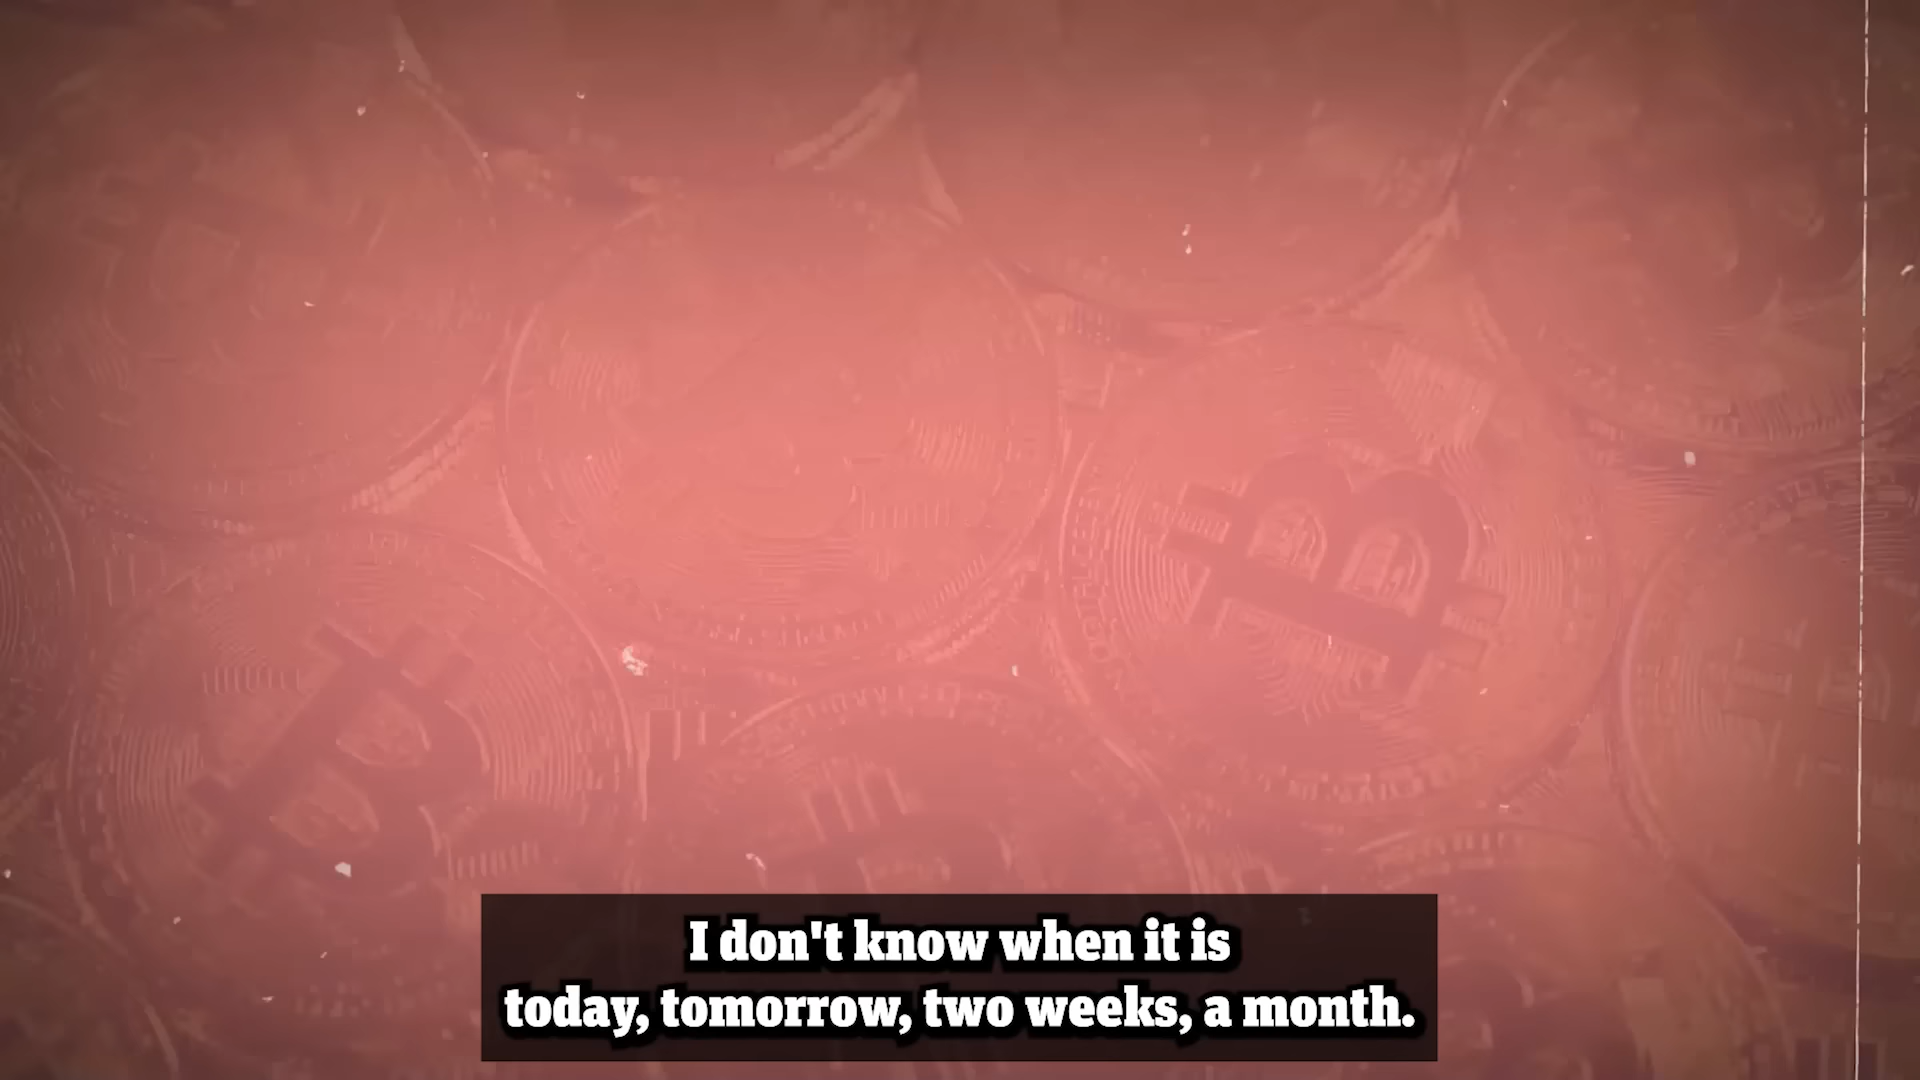 I don't know when it is
today, tomorrow, two weeks, a month.